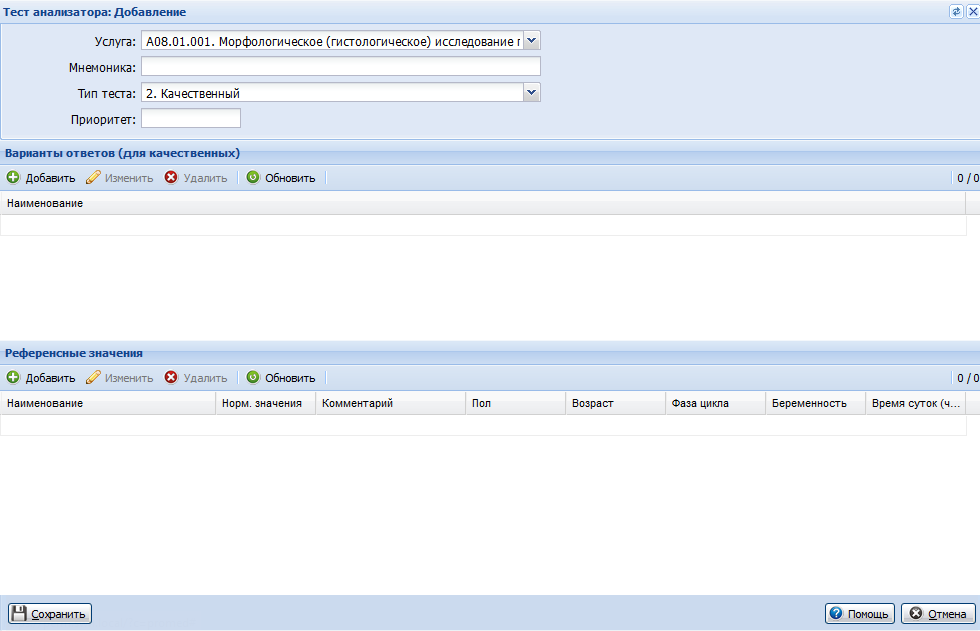 Тест анализатора: Добавление
Услуга: A08.01.001. Морфологическое (гистологическое) исследование
Мнемоника:
Тип теста: 2. Качественный
Приоритет:
Варианты ответов (для качественных)
Добавить Изменить Удалить Обновить 0 / 0
Наименование
Референсные значения
Добавить Изменить Удалить Обновить 0 / 0
Наименование Норм. значения Комментарий Пол Возраст Фаза цикла Беременность Время суток (ч...
Сохранить Помощь Отмена